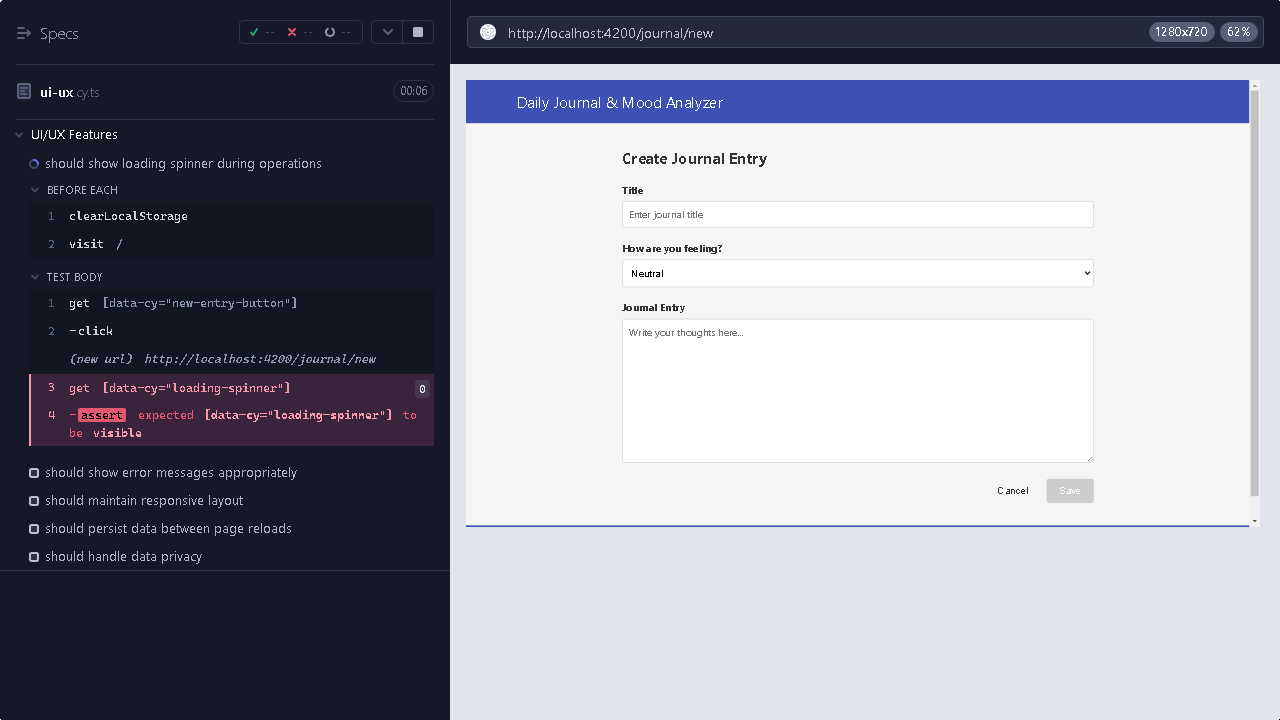 Specs
-- -- --
ui-ux cy.ts
00:06
UI/UX Features
should show loading spinner during operations
BEFORE EACH
1 clearLocalStorage
2 visit /
TEST BODY
1 get [data-cy="new-entry-button"]
2 -click
(new url) http://localhost:4200/journal/new
3 get [data-cy="loading-spinner"] 0
4 -assert expected [data-cy="loading-spinner"] to
be visible
should show error messages appropriately
should maintain responsive layout
should persist data between page reloads
should handle data privacy
http://localhost:4200/journal/new
1280x720
62%
Daily Journal & Mood Analyzer
Create Journal Entry
Title
Enter journal title
How are you feeling?
Neutral
Journal Entry
Write your thoughts here...
Cancel
Save